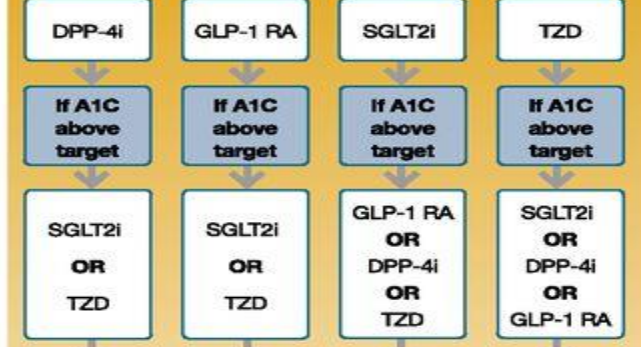 DPP-4i
GLP-1 RA
SGLT2i
TZD
If A1C
above
target
If A1C
above
target
If A1C
above
target
If A1C
above
target
SGLT2i
OR
TZD
SGLT2i
OR
TZD
GLP-1 RA
OR
DPP-4i
OR
TZD
SGLT2i
OR
DPP-4i
OR
GLP-1 RA